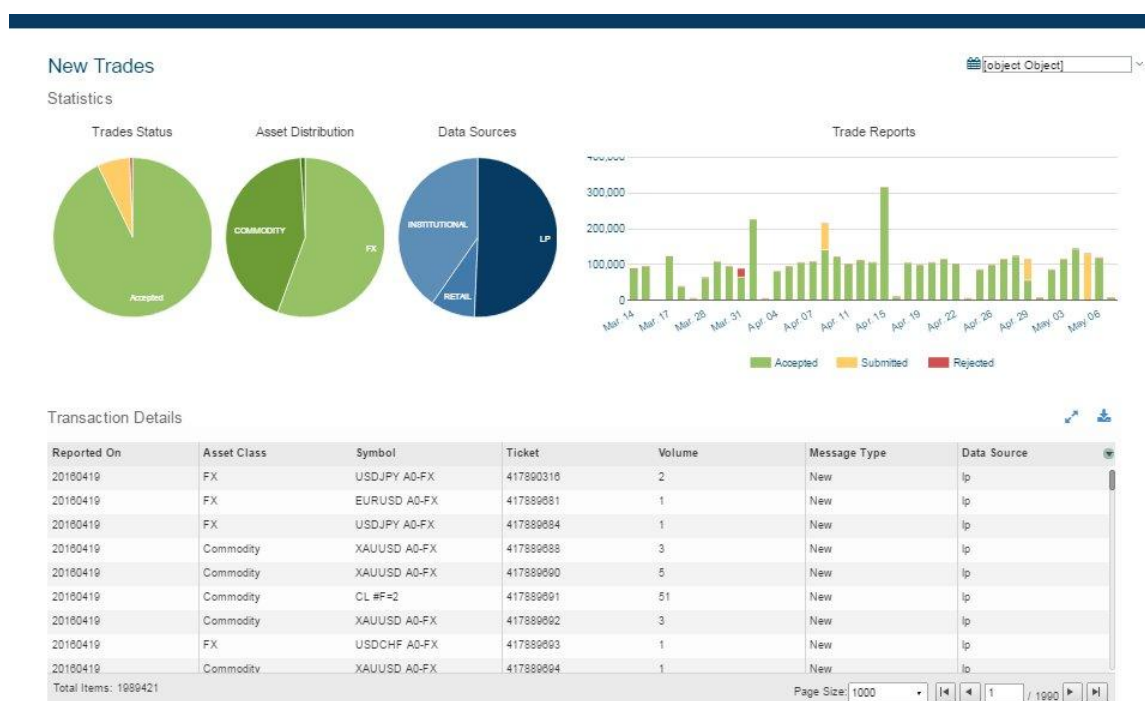 New Trades
[object Object]
Statistics
Trades Status
Asset Distribution
Data Sources
Trade Reports
Accepted
COMMODITY
FX
INSTITUTIONAL
LP
RETAIL
400,000
300,000
200,000
100,000
0
Mar. 14 Mar. 17 Mar. 28 Mar. 31 Apr. 04 Apr. 07 Apr. 11 Apr. 15 Apr. 19 Apr. 22 Apr. 26 Apr. 29 May. 03 May. 06
Accepted Submitted Rejected
Transaction Details
Reported On Asset Class Symbol Ticket Volume Message Type Data Source
20160419 FX USDJPY A0-FX 417890316 2 New lp
20160419 FX EURUSD A0-FX 417889681 1 New lp
20160419 FX USDJPY A0-FX 417889684 1 New lp
20160419 Commodity XAUUSD A0-FX 417889688 3 New lp
20160419 Commodity XAUUSD A0-FX 417889690 5 New lp
20160419 Commodity CL #F=2 417889691 51 New lp
20160419 Commodity XAUUSD A0-FX 417889692 3 New lp
20160419 FX USDCHF A0-FX 417889693 1 New lp
20160419 Commodity XAUUSD A0-FX 417889694 1 New lp
Total Items: 1989421
Page Size: 1000 1 / 1990